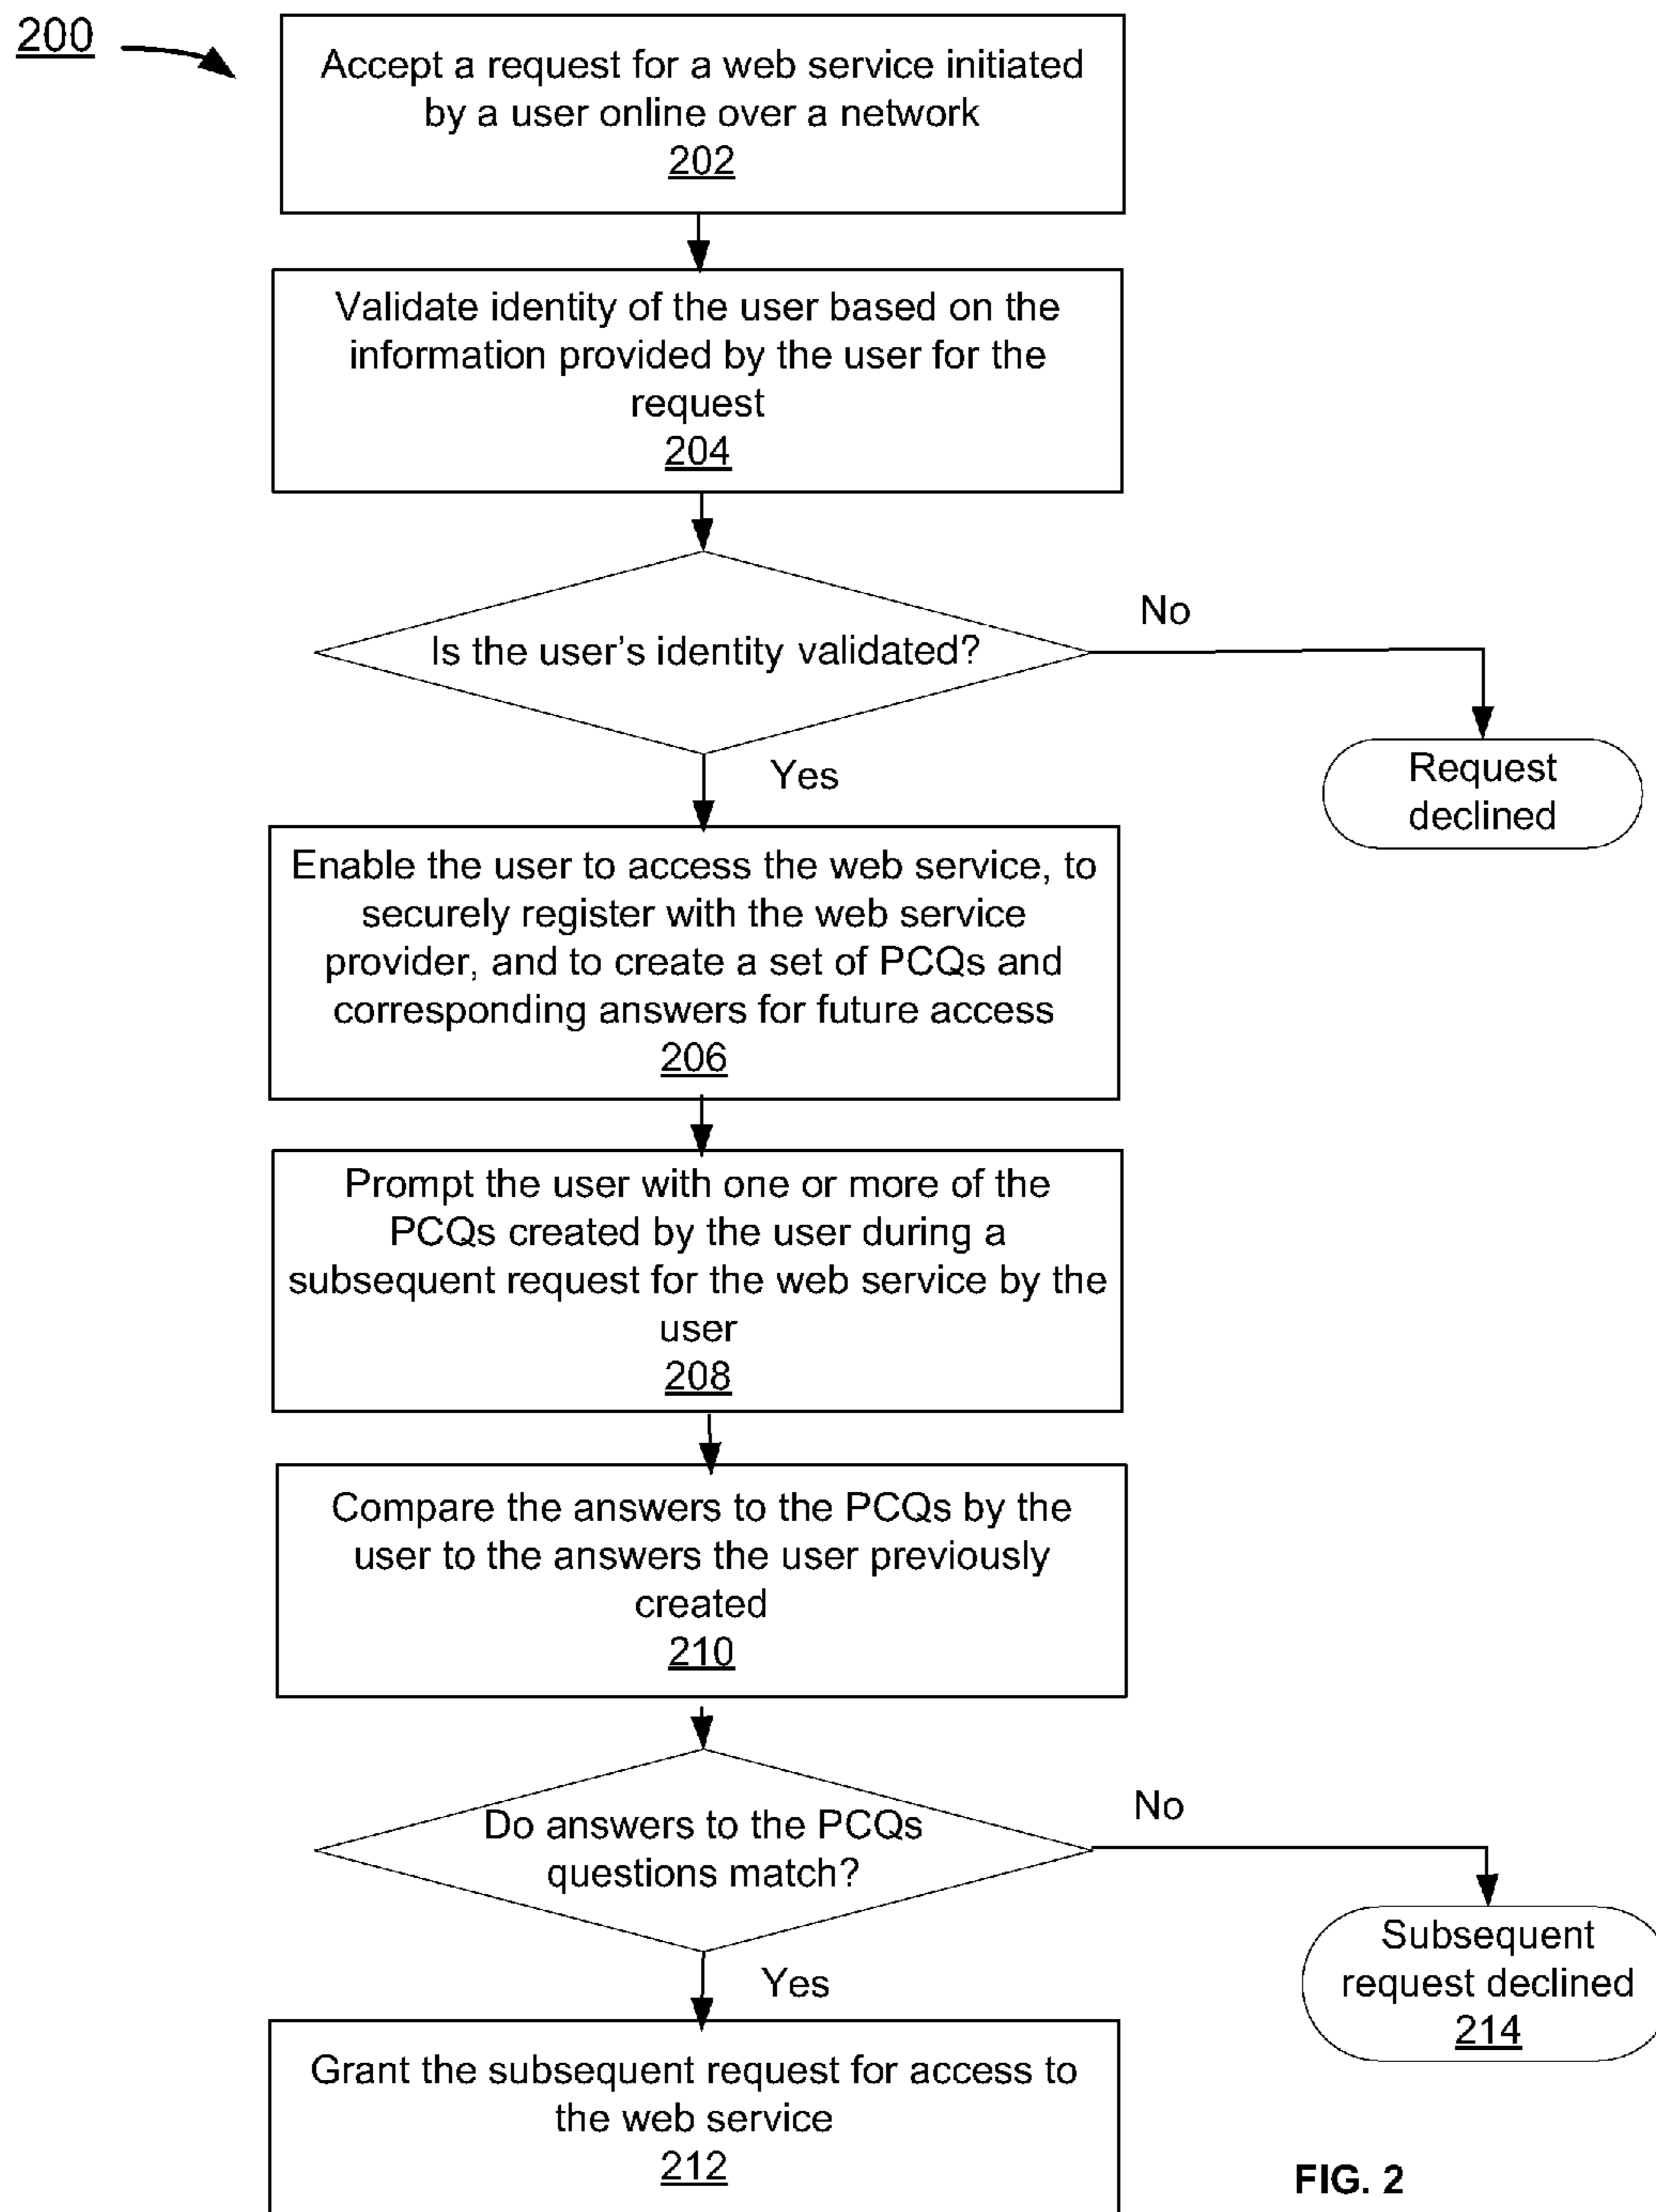 200
Accept a request for a web service initiated
by a user online over a network
202
Validate identity of the user based on the
information provided by the user for the
request
204
Is the user's identity validated?
No
Request
declined
Yes
Enable the user to access the web service, to
securely register with the web service
provider, and to create a set of PCQs and
corresponding answers for future access
206
Prompt the user with one or more of the
PCQs created by the user during a
subsequent request for the web service by the
user
208
Compare the answers to the PCQs by the
user to the answers the user previously
created
210
Do answers to the PCQs
questions match?
No
Subsequent
request declined
214
Yes
Grant the subsequent request for access to
the web service
212
FIG. 2